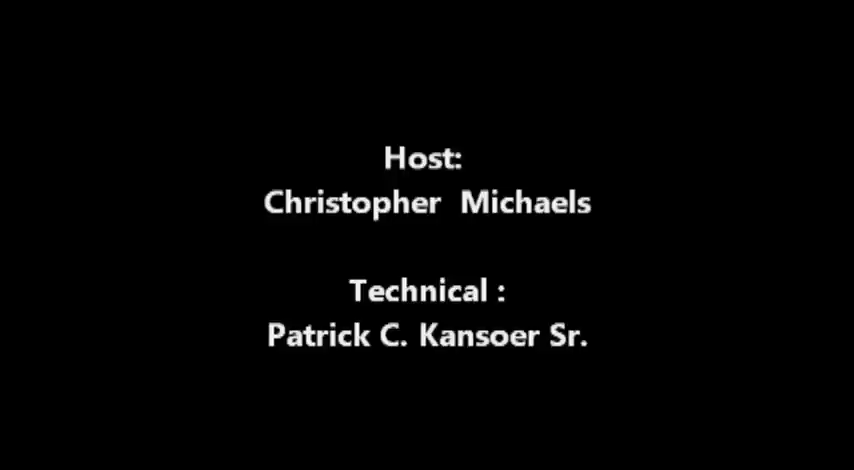 Host:
Christopher  Michaels
Technical :
Patrick C. Kansoer Sr.